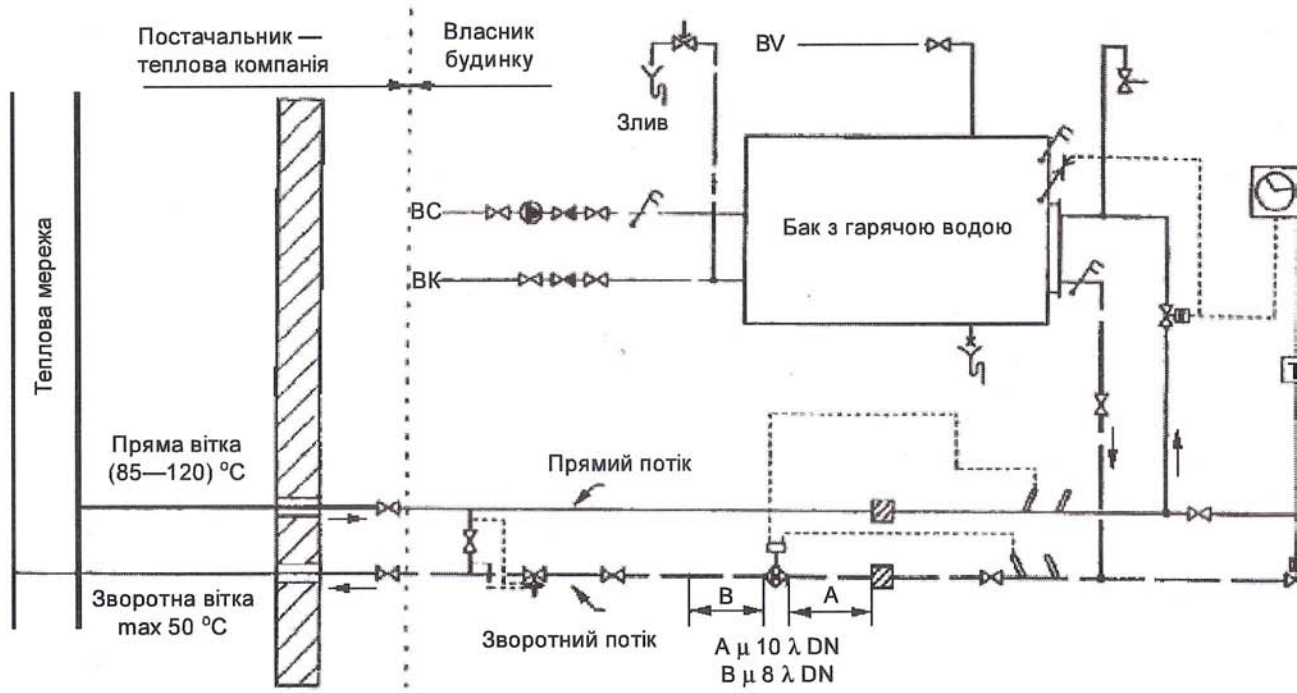 Постачальник —
теплова компанія
Власник
будинку
BV
Злив
ВС
Бак з гарячою водою
ВК
Теплова мережа
T
Пряма вітка
(85—120) °С
Прямий потік
Зворотна вітка
max 50 °С
Зворотний потік
В
А
А μ 10 λ DN
В μ 8 λ DN